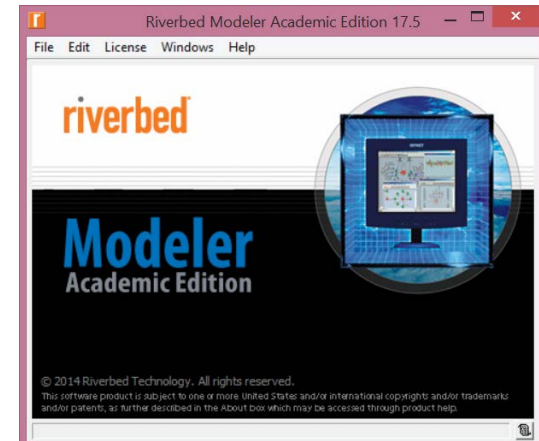 Riverbed Modeler Academic Edition 17.5
File Edit License Windows Help
riverbed
Modeler
Academic Edition
© 2014 Riverbed Technology. All rights reserved.
This software product is subject to one or more United States and/or international copyrights and/or trademarks
and/or patents, as further described in the About box which may be accessed through product help.